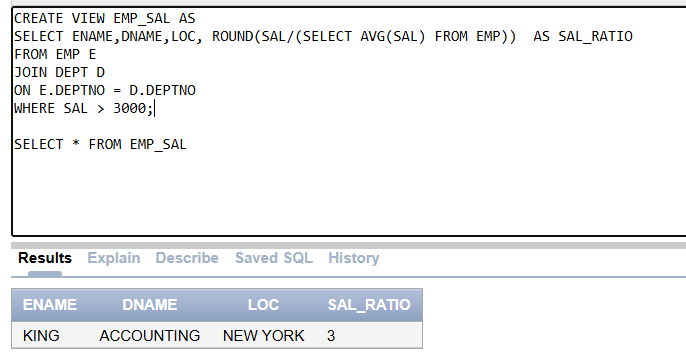 CREATE VIEW EMP_SAL AS
SELECT ENAME,DNAME,LOC, ROUND(SAL/(SELECT AVG(SAL) FROM EMP))  AS SAL_RATIO
FROM EMP E
JOIN DEPT D
ON E.DEPTNO = D.DEPTNO
WHERE SAL > 3000;
SELECT * FROM EMP_SAL
Results Explain Describe Saved SQL History
ENAME DNAME LOC SAL_RATIO
KING ACCOUNTING NEW YORK 3